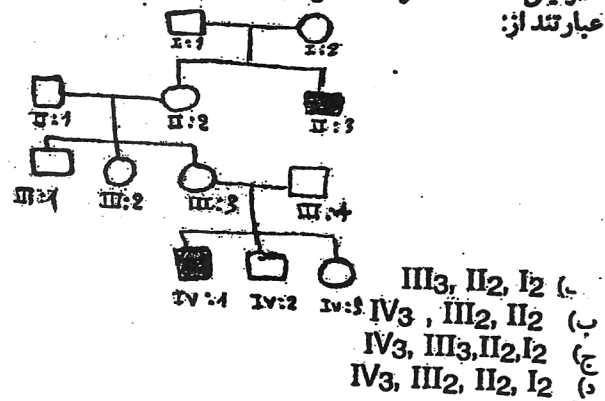 عبارتند از:
I:1 I:2
II:1 II:2 II:3
III:1 III:2 III:3 III:4
IV:1 IV:2 IV:3
III3, II2, I2
ب) IV3 , III2, II2
ج) IV3, III3,II2,I2
د) IV3, III2, II2, I2